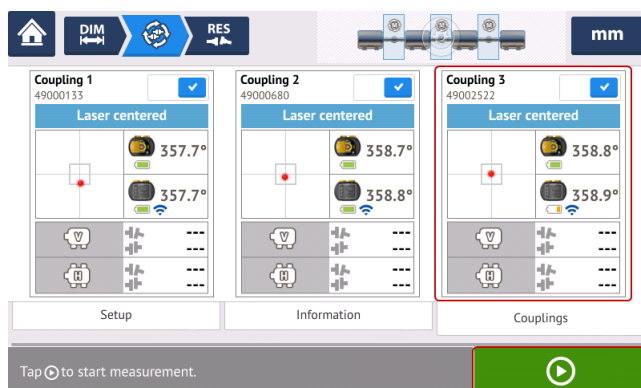 DIM
RES
mm
Coupling 1
49000133
Laser centered
357.7°
357.7°
V
---
---
H
---
---
Coupling 2
49000680
Laser centered
358.7°
358.8°
V
---
---
H
---
---
Coupling 3
49002522
Laser centered
358.8°
358.9°
V
---
---
H
---
---
Setup
Information
Couplings
Tap to start measurement.